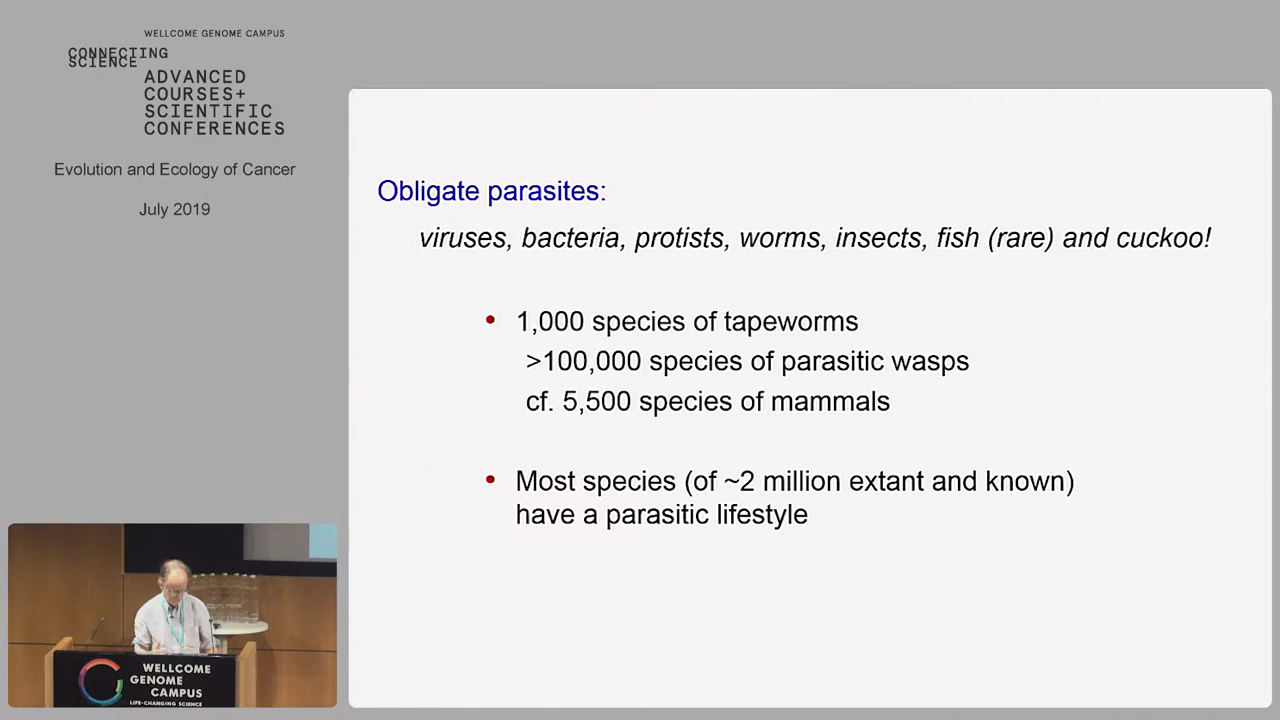 WELLCOME GENOME CAMPUS
CONNECTING
SCIENCE
ADVANCED
COURSES+
SCIENTIFIC
CONFERENCES
Evolution and Ecology of Cancer
July 2019
Obligate parasites:
viruses, bacteria, protists, worms, insects, fish (rare) and cuckoo!
• 1,000 species of tapeworms
>100,000 species of parasitic wasps
cf. 5,500 species of mammals
• Most species (of ~2 million extant and known)
have a parasitic lifestyle
WELLCOME
GENOME
CAMPUS
LIFE-CHANGING SCIENCE